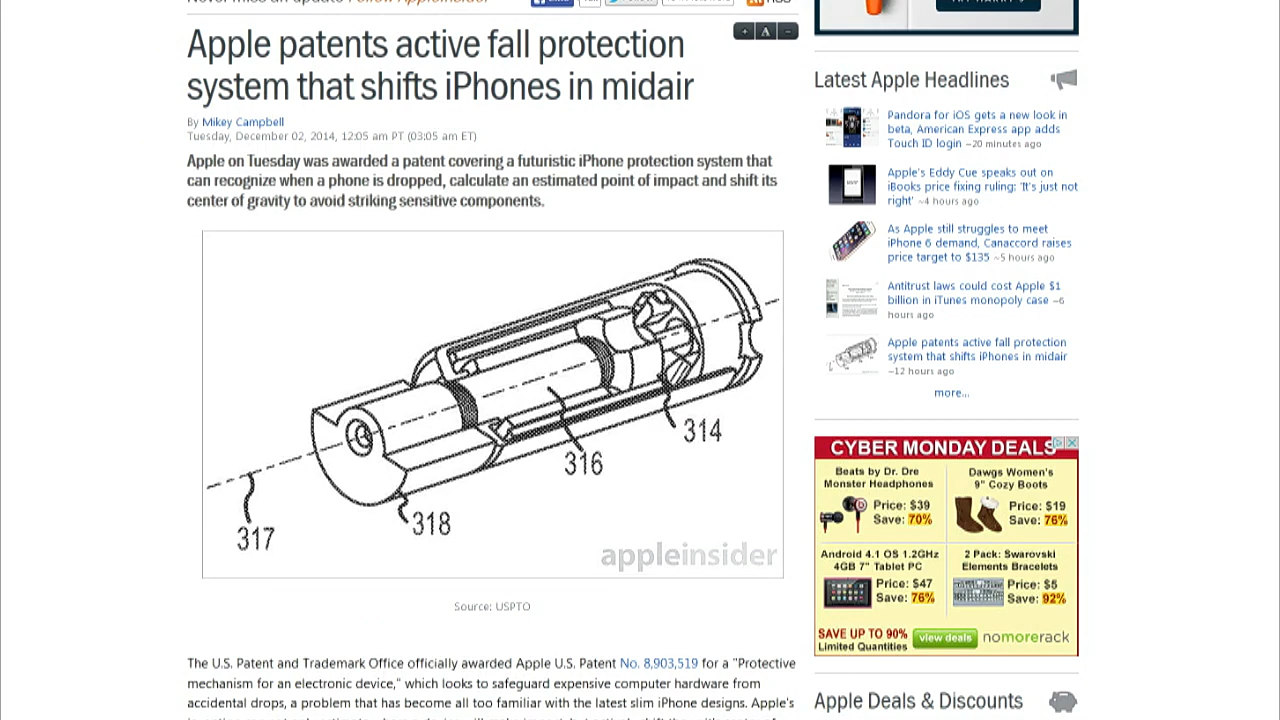 Never miss an update Follow AppleInsider
RSS
+ A -
Apple patents active fall protection
system that shifts iPhones in midair
By Mikey Campbell
Tuesday, December 02, 2014, 12:05 am PT (03:05 am ET)
Apple on Tuesday was awarded a patent covering a futuristic iPhone protection system that
can recognize when a phone is dropped, calculate an estimated point of impact and shift its
center of gravity to avoid striking sensitive components.
314
316
318
317
appleinsider
Source: USPTO
The U.S. Patent and Trademark Office officially awarded Apple U.S. Patent No. 8,903,519 for a "Protective
mechanism for an electronic device," which looks to safeguard expensive computer hardware from
accidental drops, a problem that has become all too familiar with the latest slim iPhone designs. Apple's
Latest Apple Headlines
Pandora for iOS gets a new look in
beta, American Express app adds
Touch ID login ~20 minutes ago
Apple's Eddy Cue speaks out on
iBooks price fixing ruling: 'It's just not
right' ~4 hours ago
As Apple still struggles to meet
iPhone 6 demand, Canaccord raises
price target to $135 ~5 hours ago
Antitrust laws could cost Apple $1
billion in iTunes monopoly case ~6
hours ago
Apple patents active fall protection
system that shifts iPhones in midair
~12 hours ago
more...
CYBER MONDAY DEALS
Beats by Dr. Dre
Monster Headphones
Price: $39
Save: 70%
Dawgs Women's
9" Cozy Boots
Price: $19
Save: 76%
Android 4.1 OS 1.2GHz
4GB 7" Tablet PC
Price: $47
Save: 76%
2 Pack: Swarovski
Elements Bracelets
Price: $5
Save: 92%
SAVE UP TO 90%
Limited Quantities
view deals
nomorerack
Apple Deals & Discounts